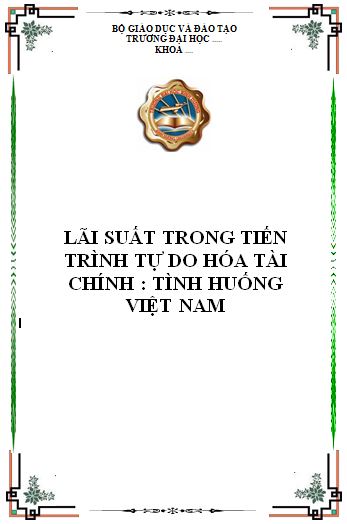 BỘ GIÁO DỤC VÀ ĐÀO TẠO
TRƯỜNG ĐẠI HỌC .....
KHOA ....
LÃI SUẤT TRONG TIẾN
TRÌNH TỰ DO HÓA TÀI
CHÍNH : TÌNH HUỐNG
VIỆT NAM